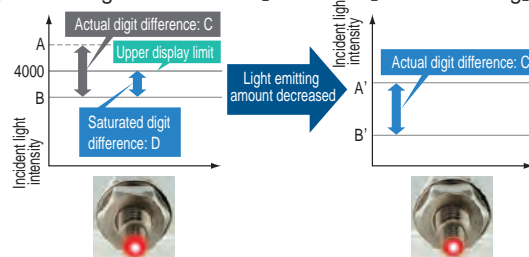 Actual digit difference: C
A
Upper display limit
4000
B
Saturated digit
difference: D
Incident light
intensity
Light emitting
amount decreased
Incident light
intensity
Actual digit difference: C
A'
B'